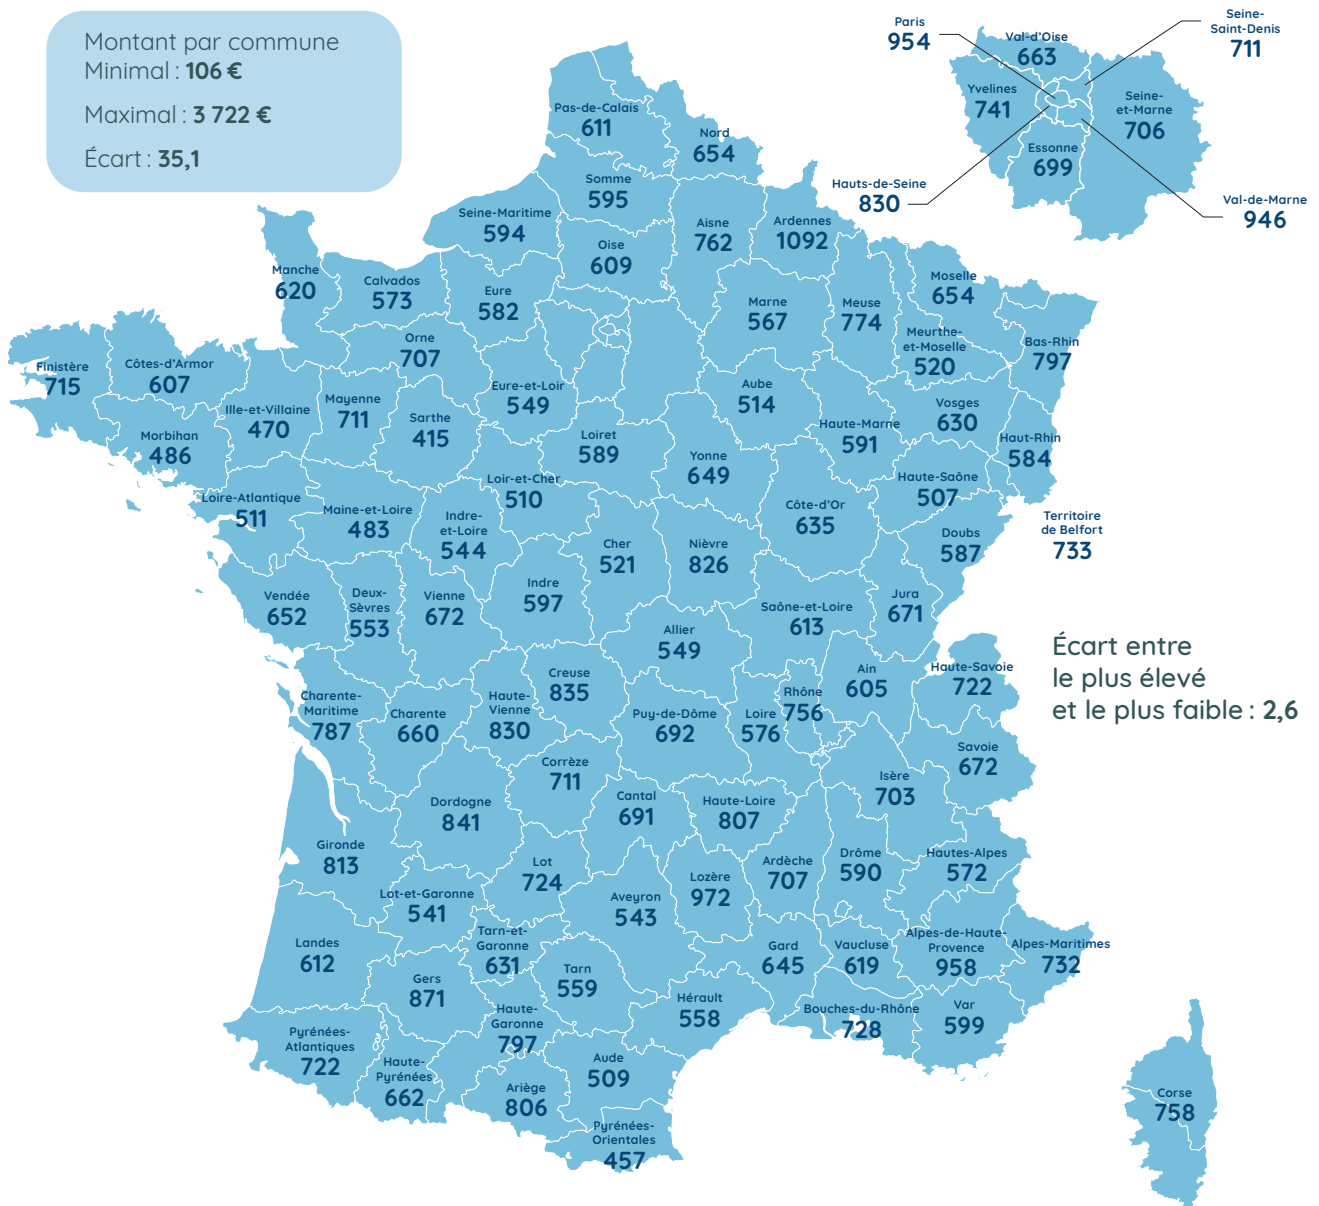 Montant par commune
Minimal : 106 €
Maximal : 3 722 €
Écart : 35,1
Paris
954
Val-d'Oise
663
Seine-
Saint-Denis
711
Yvelines
741
Seine-
et-Marne
706
Essonne
699
Hauts-de-Seine
830
Val-de-Marne
946
Pas-de-Calais
611
Nord
654
Somme
595
Seine-Maritime
594
Aisne
762
Ardennes
1092
Oise
609
Manche
620
Calvados
573
Eure
582
Marne
567
Meuse
774
Moselle
654
Meurthe-
et-Moselle
520
Bas-Rhin
797
Orne
707
Finistère
715
Côtes-d'Armor
607
Ille-et-Villaine
470
Mayenne
711
Sarthe
415
Eure-et-Loir
549
Aube
514
Haute-Marne
591
Vosges
630
Haut-Rhin
584
Morbihan
486
Loiret
589
Yonne
649
Loir-et-Cher
510
Haute-Saône
507
Loire-Atlantique
511
Maine-et-Loire
483
Indre-
et-Loire
544
Côte-d'Or
635
Territoire
de Belfort
733
Doubs
587
Cher
521
Nièvre
826
Indre
597
Vendée
652
Deux-
Sèvres
553
Vienne
672
Saône-et-Loire
613
Jura
671
Allier
549
Écart entre
le plus élevé
et le plus faible : 2,6
Creuse
835
Ain
605
Haute-Savoie
722
Charente-
Maritime
787
Charente
660
Haute-
Vienne
830
Puy-de-Dôme
692
Loire
576
Rhône
756
Savoie
672
Corrèze
711
Isère
703
Dordogne
841
Cantal
691
Haute-Loire
807
Gironde
813
Lot
724
Lozère
972
Ardèche
707
Drôme
590
Hautes-Alpes
572
Lot-et-Garonne
541
Aveyron
543
Landes
612
Tarn-et-
Garonne
631
Tarn
559
Gard
645
Vaucluse
619
Alpes-de-Haute-
Provence
958
Alpes-Maritimes
732
Gers
871
Hérault
558
Bouches-du-Rhône
728
Var
599
Haute-
Garonne
797
Pyrénées-
Atlantiques
722
Haute-
Pyrénées
662
Ariège
806
Aude
509
Pyrénées-
Orientales
457
Corse
758